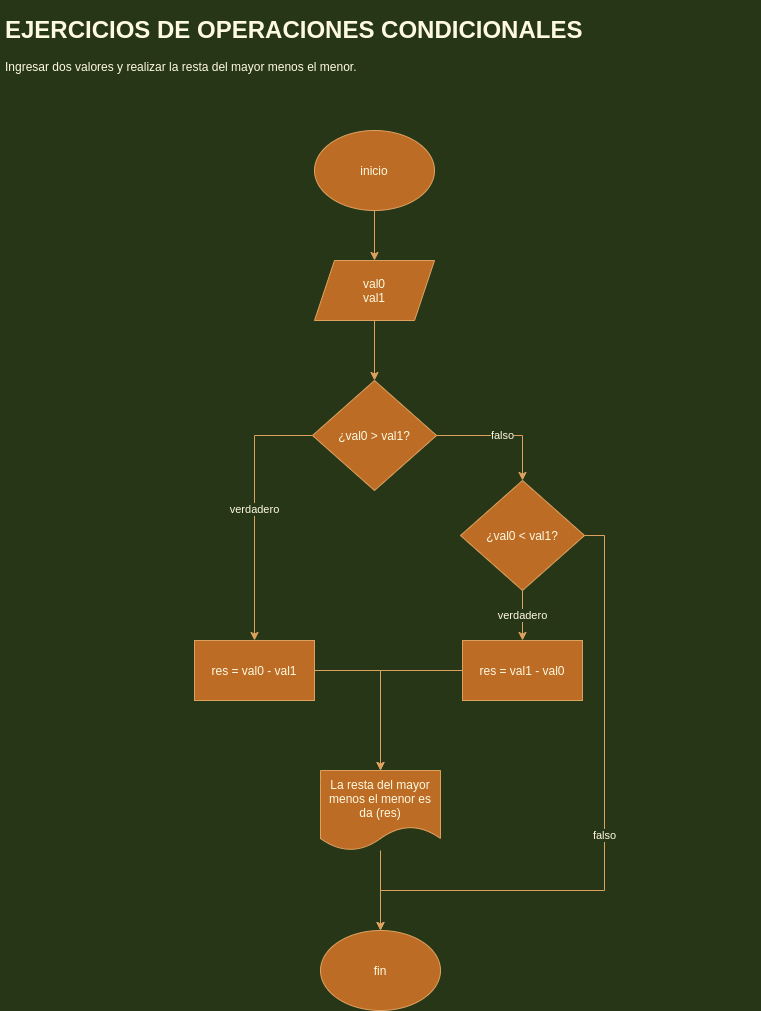 EJERCICIOS DE OPERACIONES CONDICIONALES
Ingresar dos valores y realizar la resta del mayor menos el menor.
inicio
val0
val1
¿val0 > val1?
falso
verdadero
¿val0 < val1?
verdadero
res = val0 - val1
res = val1 - val0
La resta del mayor
menos el menor es
da (res)
falso
fin